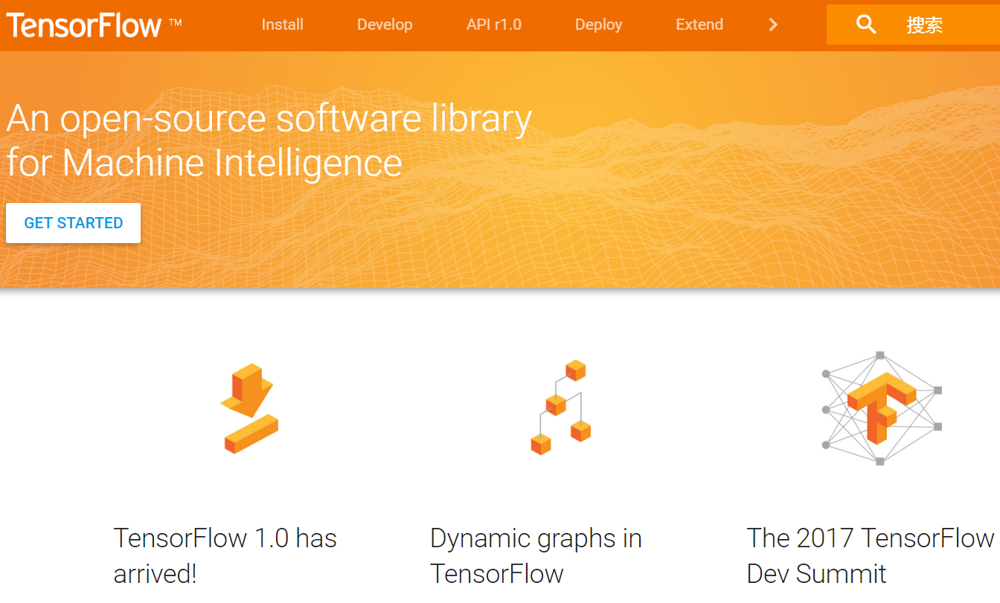 TensorFlow ™ Install Develop API r1.0 Deploy Extend 搜索
An open-source software library
for Machine Intelligence
GET STARTED
TensorFlow 1.0 has
arrived!
Dynamic graphs in
TensorFlow
The 2017 TensorFlow
Dev Summit